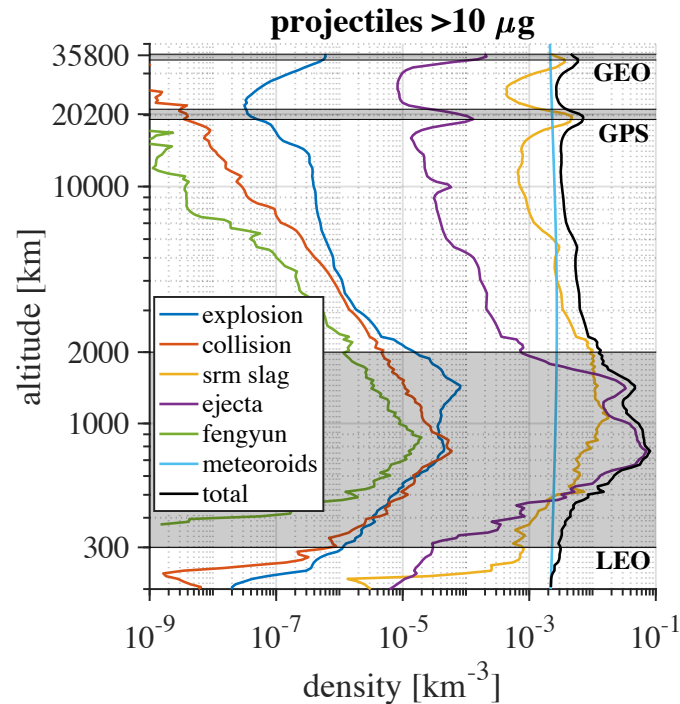 projectiles >10 μg
35800
GEO
20200
GPS
10000
altitude [km]
explosion
collision
srm slag
ejecta
fengyun
meteoroids
total
2000
1000
300
LEO
10-9
10-7
10-5
10-3
10-1
density [km-3]